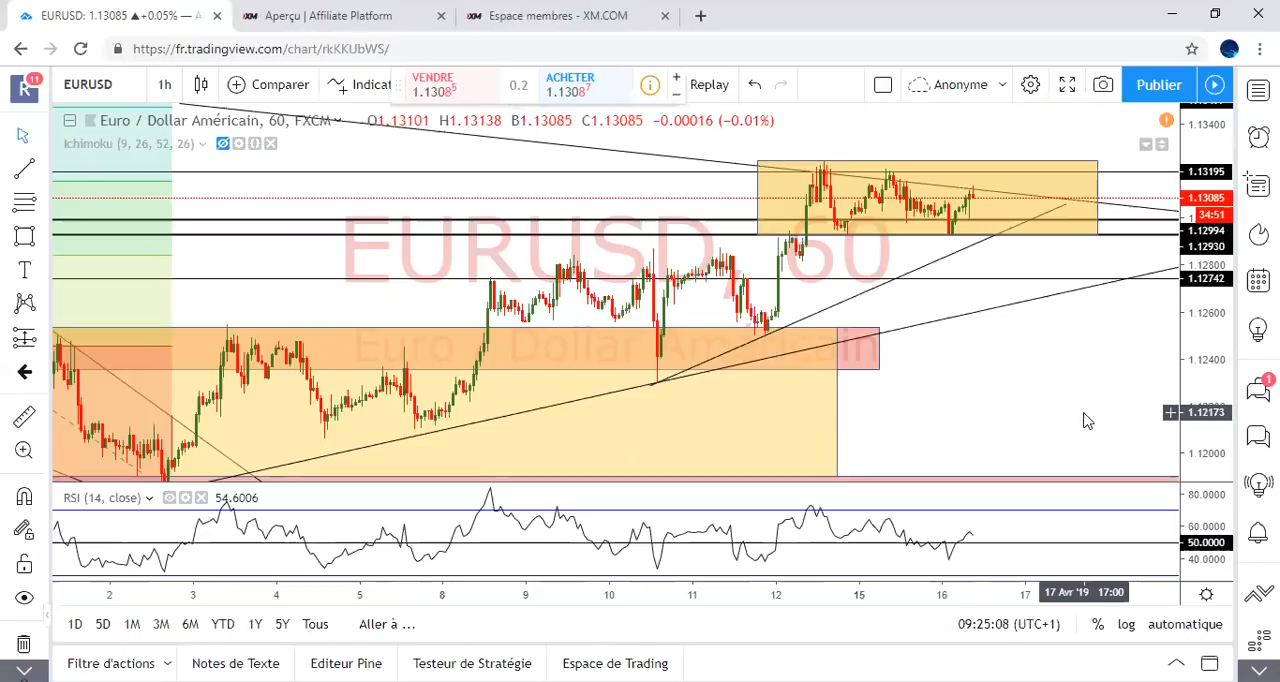 EURUSD: 1.13085 ▲+0.05% — A
Aperçu | Affiliate Platform
Espace membres - XM.COM
https://fr.tradingview.com/chart/rkKKUbWS/
R 11
EURUSD
1h
Comparer
Indicat
VENDRE
1.13085
0.2
ACHETER
1.13087
Replay
Anonyme
Publier
Euro / Dollar Américain, 60, FXCM
O1.13101 H1.13138 B1.13085 C1.13085 −0.00016 (−0.01%)
Ichimoku (9, 26, 52, 26)
EURUSD, 60
Euro / Dollar Américain
1.13400
1.13195
1.13085
34:51
1.12994
1.12930
1.12800
1.12742
1.12600
1.12400
1.12173
1.12000
RSI (14, close) 54.6006
80.0000
60.0000
50.0000
40.0000
2 3 4 5 8 9 10 11 12 15 16 17
17 Avr '19 17:00
1D 5D 1M 3M 6M YTD 1Y 5Y Tous Aller à ...
09:25:08 (UTC+1) % log automatique
Filtre d'actions Notes de Texte Editeur Pine Testeur de Stratégie Espace de Trading
1